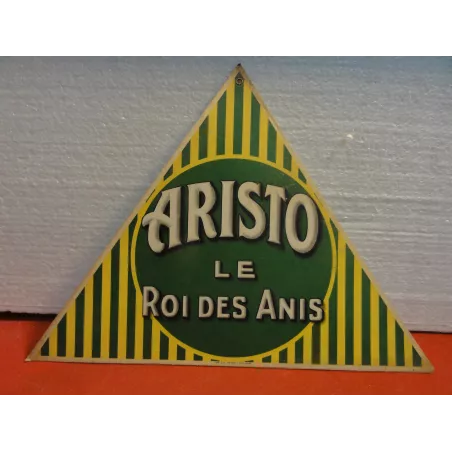 ARISTO
LE
ROI DES ANIS